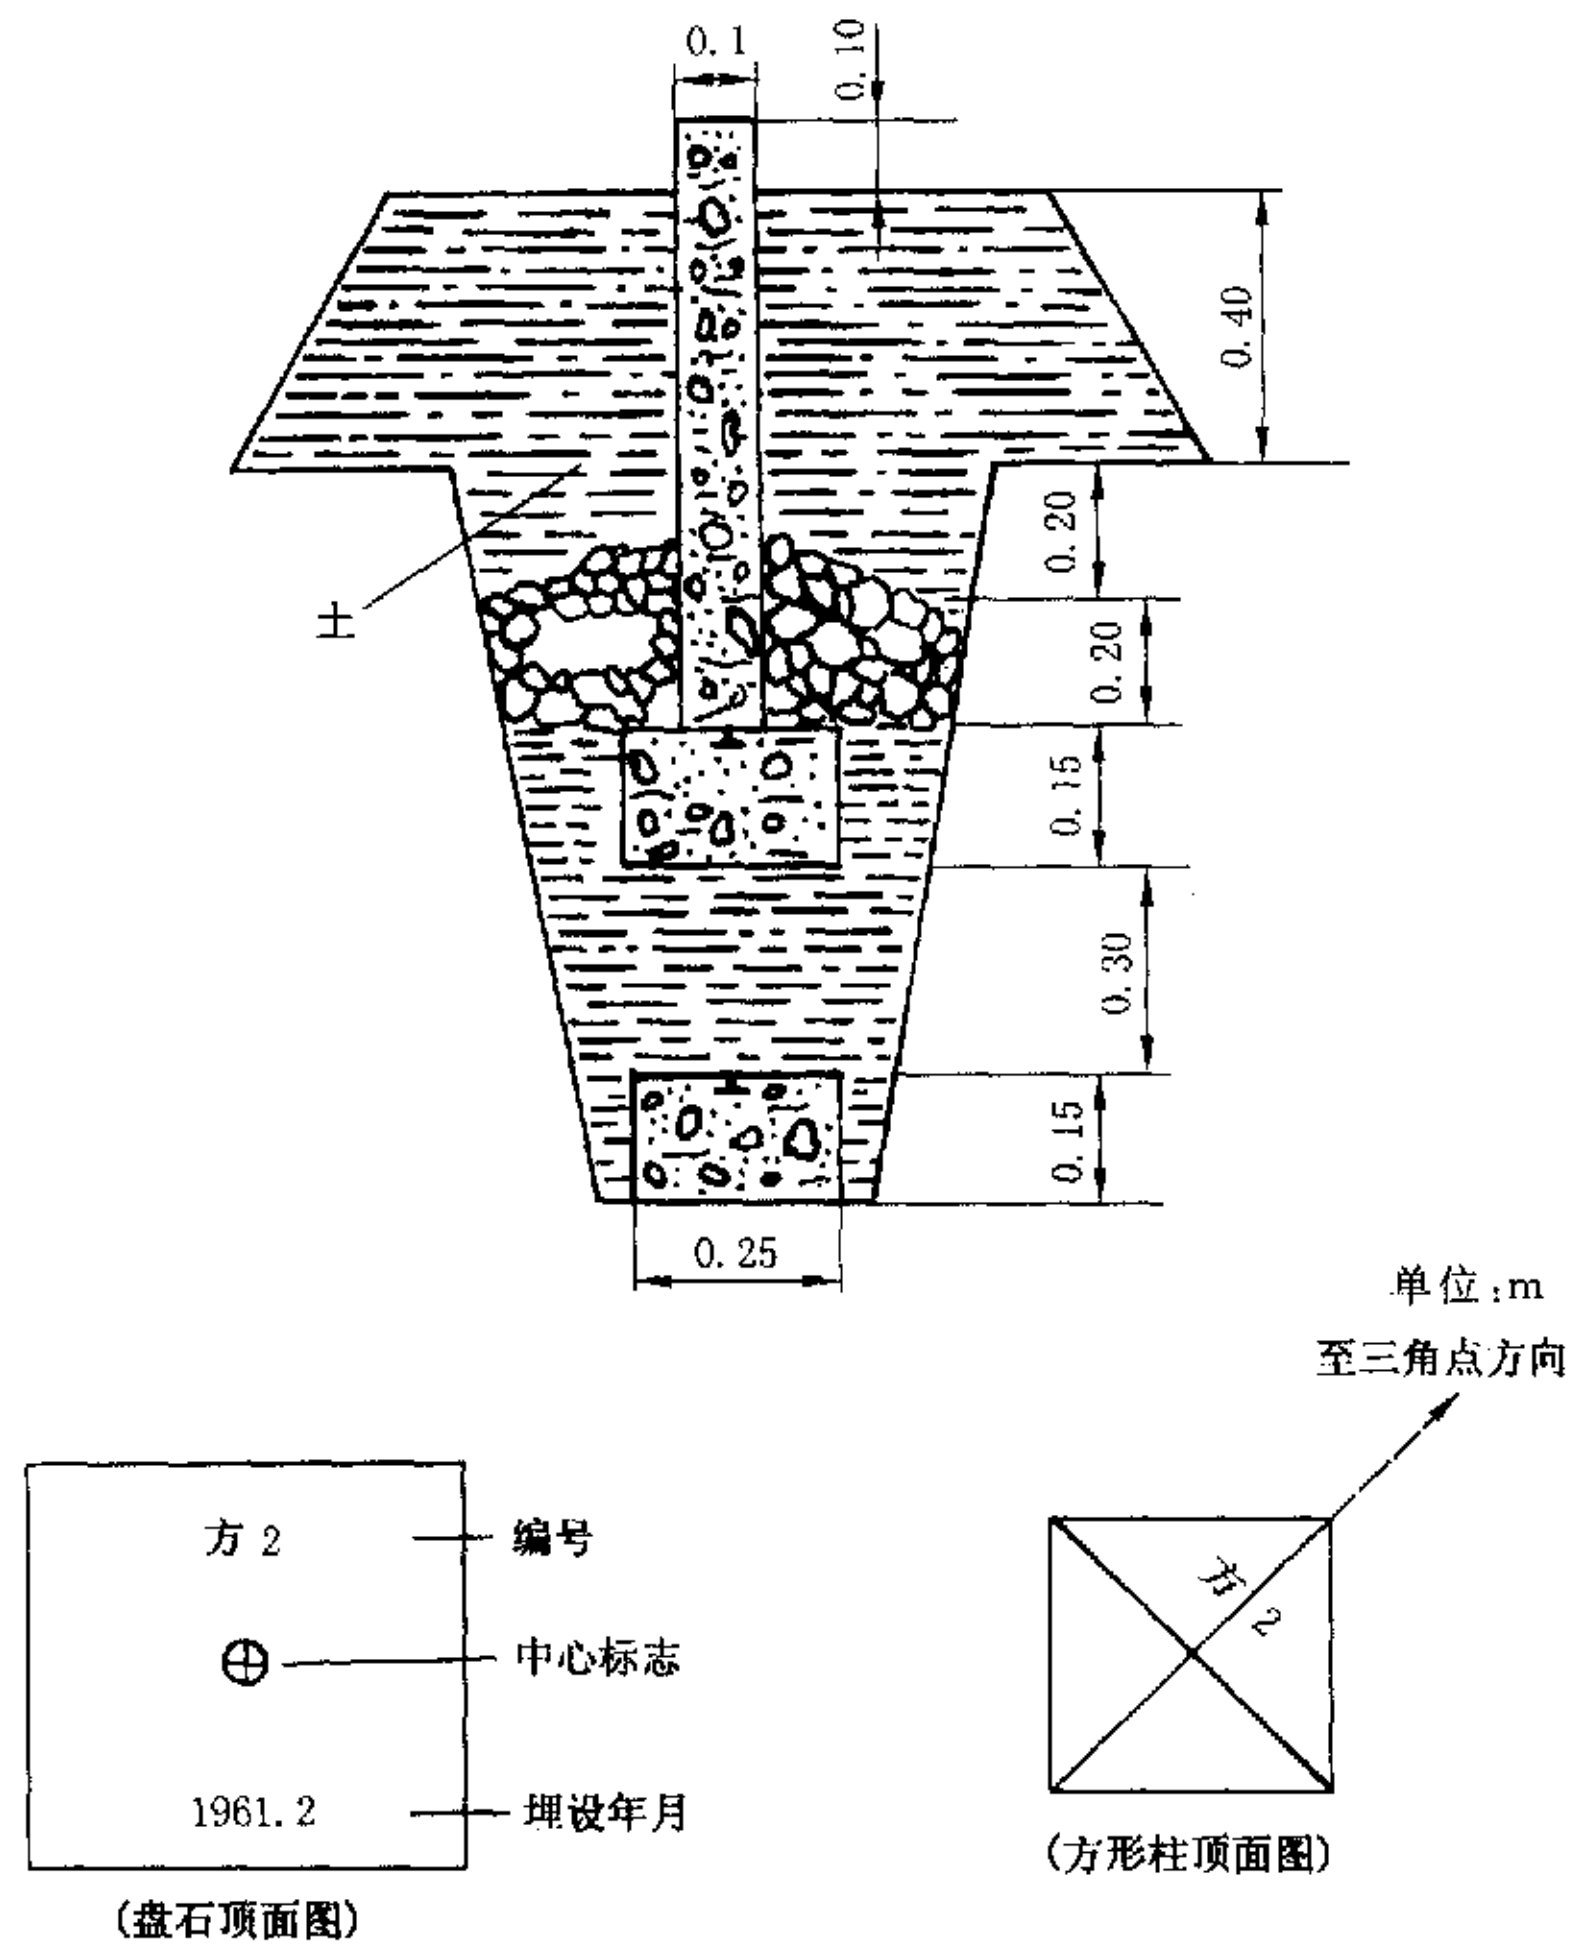 0.1
0.10
0.40
0.20
土
0.20
0.15
0.30
0.15
0.25
单位:m
至三角点方向
方 2
编号
方 2
中心标志
1961.2
埋设年月
(方形柱顶面图)
(盘石顶面图)